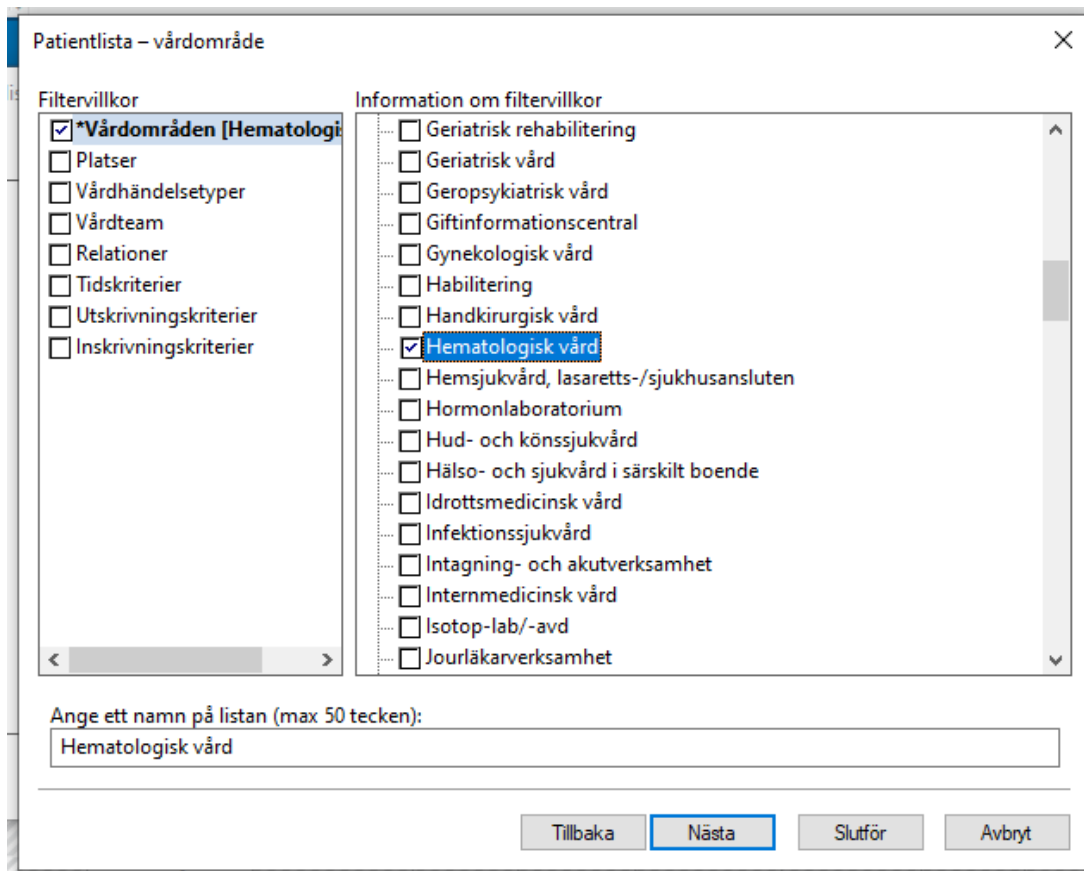 Patientlista – vårdområde
Filtervillkor
*Vårdområden [Hematologi
Platser
Vårdhändelsetyper
Vårdteam
Relationer
Tidskriterier
Utskrivningskriterier
Inskrivningskriterier
Information om filtervillkor
Geriatrisk rehabilitering
Geriatrisk vård
Geropsykiatrisk vård
Giftinformationscentral
Gynekologisk vård
Habilitering
Handkirurgisk vård
Hematologisk vård
Hemsjukvård, lasaretts-/sjukhusansluten
Hormonlaboratorium
Hud- och könssjukvård
Hälso- och sjukvård i särskilt boende
Idrottsmedicinsk vård
Infektionssjukvård
Intagning- och akutverksamhet
Internmedicinsk vård
Isotop-lab/-avd
Jourläkarverksamhet
Ange ett namn på listan (max 50 tecken):
Hematologisk vård
Tillbaka Nästa Slutför Avbryt